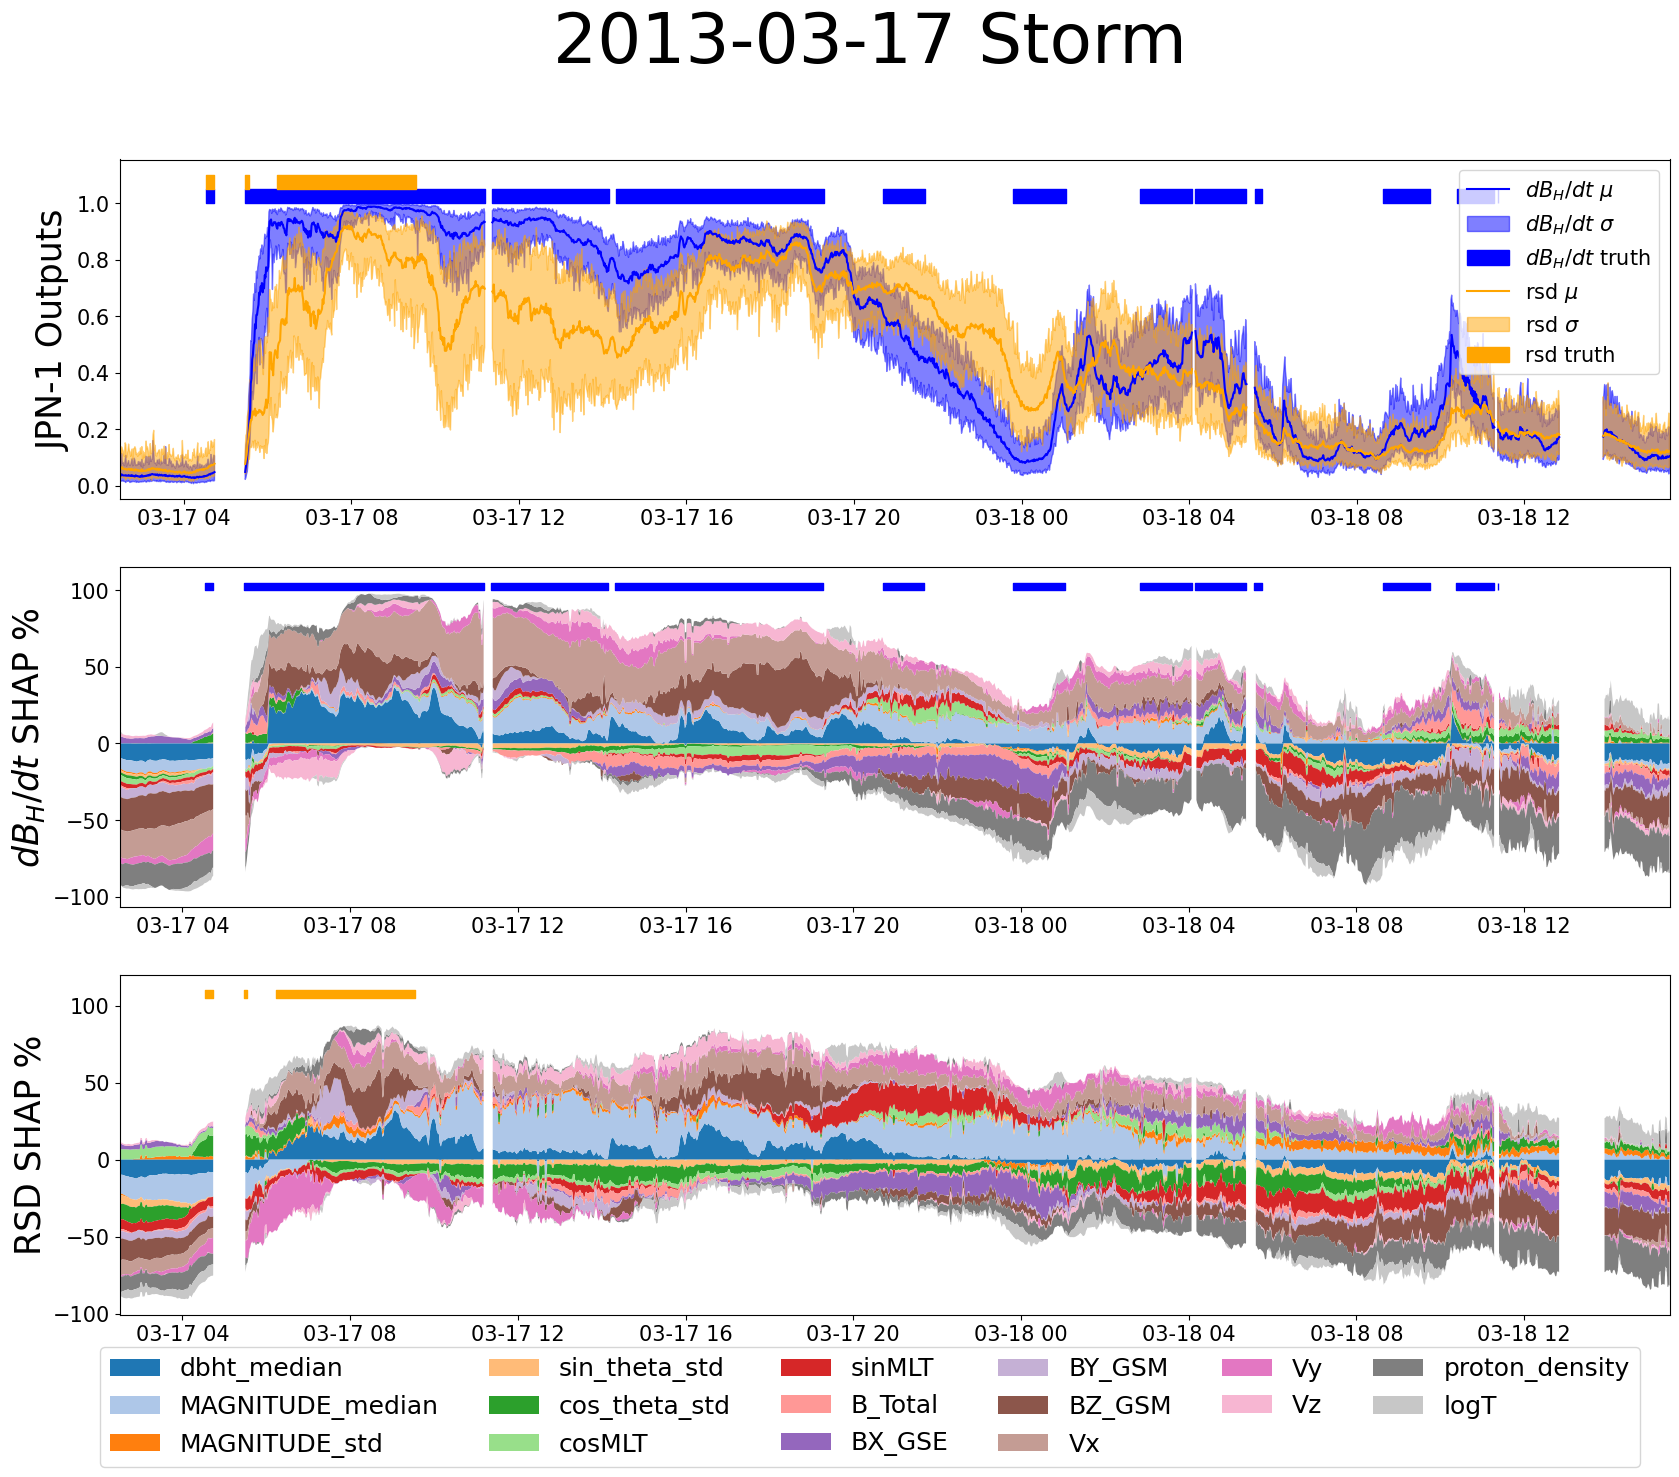 2013-03-17 Storm
JPN-1 Outputs
1.0
0.8
0.6
0.4
0.2
0.0
dB_H/dt μ
dB_H/dt σ
dB_H/dt truth
rsd μ
rsd σ
rsd truth
03-17 04 03-17 08 03-17 12 03-17 16 03-17 20 03-18 00 03-18 04 03-18 08 03-18 12
dB_H/dt SHAP %
100
50
0
−50
−100
03-17 04 03-17 08 03-17 12 03-17 16 03-17 20 03-18 00 03-18 04 03-18 08 03-18 12
RSD SHAP %
100
50
0
−50
−100
03-17 04 03-17 08 03-17 12 03-17 16 03-17 20 03-18 00 03-18 04 03-18 08 03-18 12
dbht_median sin_theta_std sinMLT BY_GSM Vy proton_density
MAGNITUDE_median cos_theta_std B_Total BZ_GSM Vz logT
MAGNITUDE_std cosMLT BX_GSE Vx